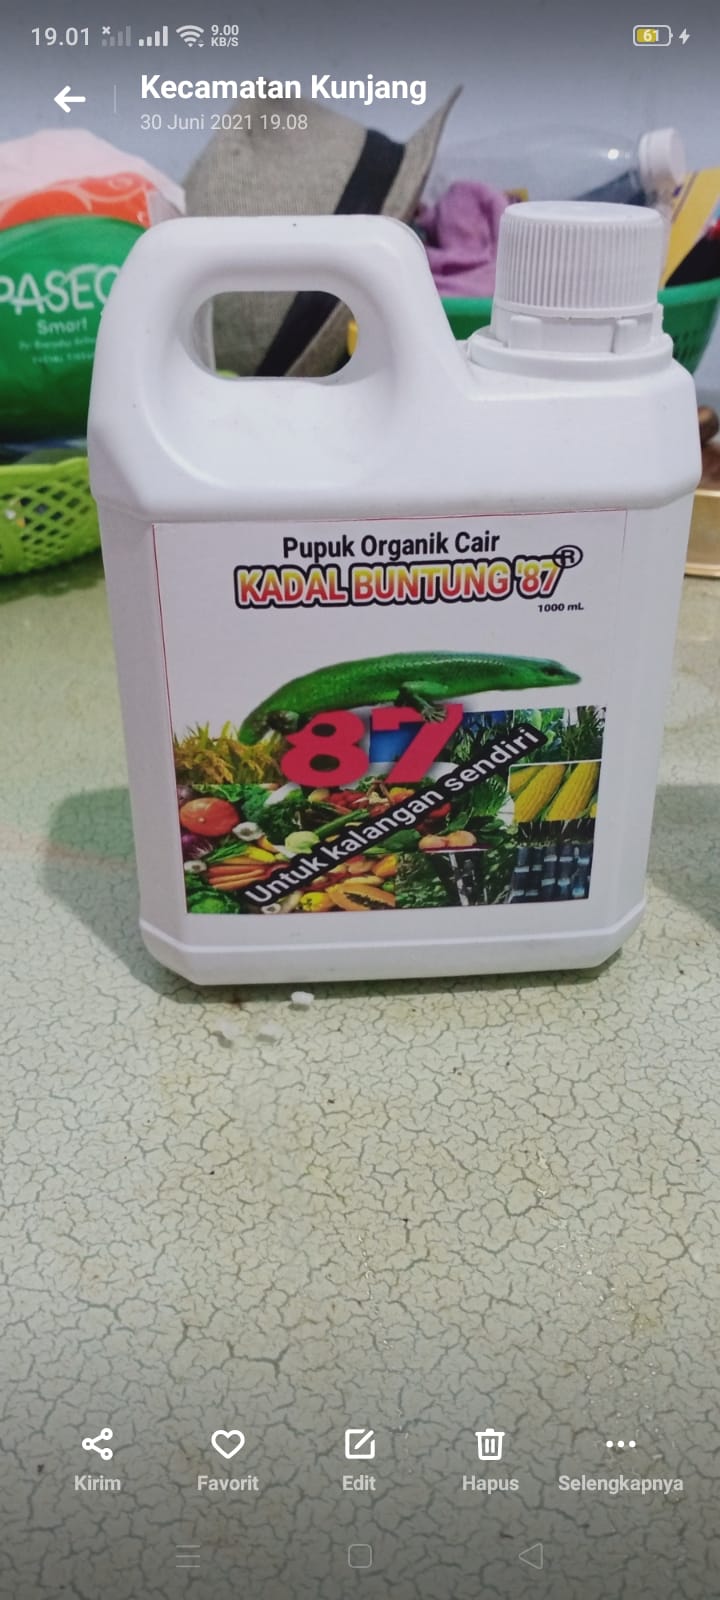 19.01
9.00
KB/S
61
Kecamatan Kunjang
30 Juni 2021 19.08
PASEO
Smart
Pupuk Organik Cair
KADAL BUNTUNG '87 ®
1000 mL
87
Untuk kalangan sendiri
Kirim
Favorit
Edit
Hapus
Selengkapnya